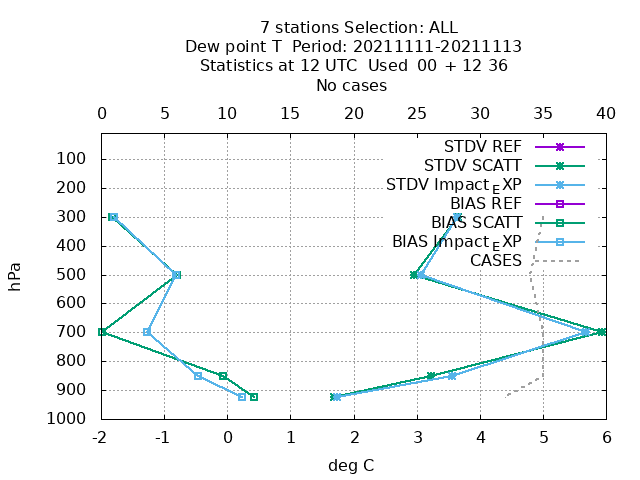 7 stations Selection: ALL
Dew point T  Period: 20211111-20211113
Statistics at 12 UTC  Used  00 + 12 36
No cases
0 5 10 15 20 25 30 35 40
STDV REF
STDV SCATT
STDV Impact_EXP
BIAS REF
BIAS SCATT
BIAS Impact_EXP
CASES
hPa
100
200
300
400
500
600
700
800
900
1000
-2 -1 0 1 2 3 4 5 6
deg C